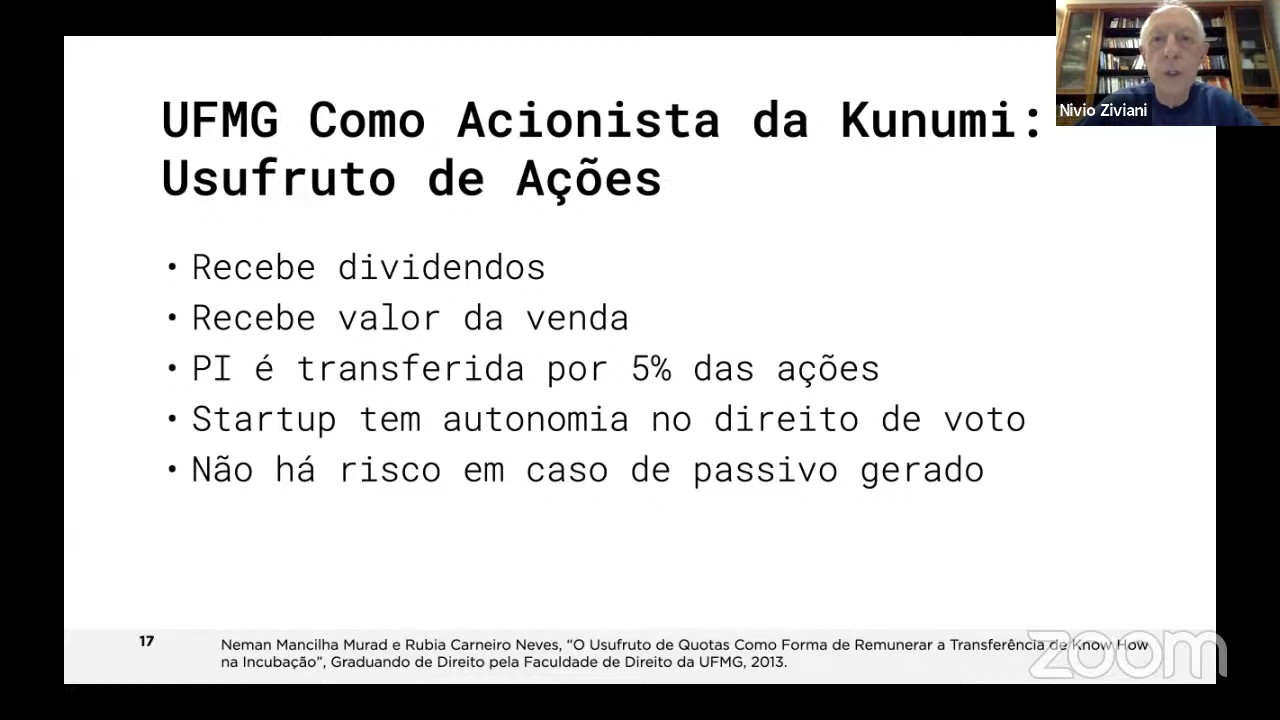 UFMG Como Acionista da Kunumi:
Usufruto de Ações
• Recebe dividendos
• Recebe valor da venda
• PI é transferida por 5% das ações
• Startup tem autonomia no direito de voto
• Não há risco em caso de passivo gerado
Nivio Ziviani
17
Neman Mancilha Murad e Rubia Carneiro Neves, “O Usufruto de Quotas Como Forma de Remunerar a Transferência de Know How
na Incubação”, Graduando de Direito pela Faculdade de Direito da UFMG, 2013.
zoom